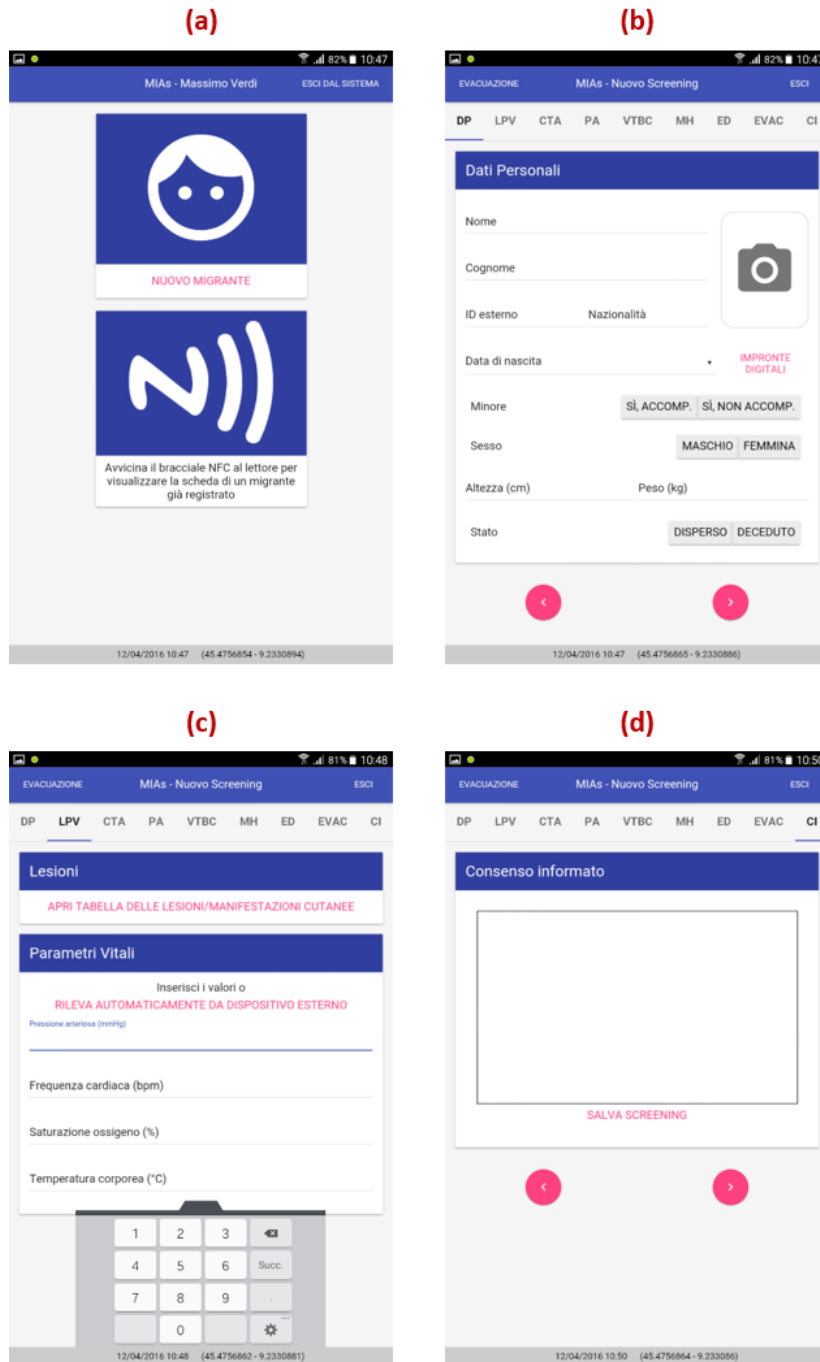 (a)
82% 10:47
MIAs - Massimo Verdi ESCI DAL SISTEMA
NUOVO MIGRANTE
Avvicina il bracciale NFC al lettore per
visualizzare la scheda di un migrante
già registrato
12/04/2016 10:47 (45.4756854 - 9.2330894)
(b)
82% 10:47
EVACUAZIONE MIAs - Nuovo Screening ESCI
DP LPV CTA PA VTBC MH ED EVAC CI
Dati Personali
Nome
Cognome
ID esterno Nazionalità
Data di nascita
IMPRONTE
DIGITALI
Minore SÌ, ACCOMP. SÌ, NON ACCOMP.
Sesso MASCHIO FEMMINA
Altezza (cm) Peso (kg)
Stato DISPERSO DECEDUTO
12/04/2016 10:47 (45.4756865 - 9.2330886)
(c)
81% 10:48
EVACUAZIONE MIAs - Nuovo Screening ESCI
DP LPV CTA PA VTBC MH ED EVAC CI
Lesioni
APRI TABELLA DELLE LESIONI/MANIFESTAZIONI CUTANEE
Parametri Vitali
Inserisci i valori o
RILEVA AUTOMATICAMENTE DA DISPOSITIVO ESTERNO
Pressione arteriosa (mmHg)
Frequenza cardiaca (bpm)
Saturazione ossigeno (%)
Temperatura corporea (°C)
1 2 3
4 5 6 Succ.
7 8 9 .
0
12/04/2016 10:48 (45.4756862 - 9.2330881)
(d)
81% 10:50
EVACUAZIONE MIAs - Nuovo Screening ESCI
DP LPV CTA PA VTBC MH ED EVAC CI
Consenso informato
SALVA SCREENING
12/04/2016 10:50 (45.4756864 - 9.233086)